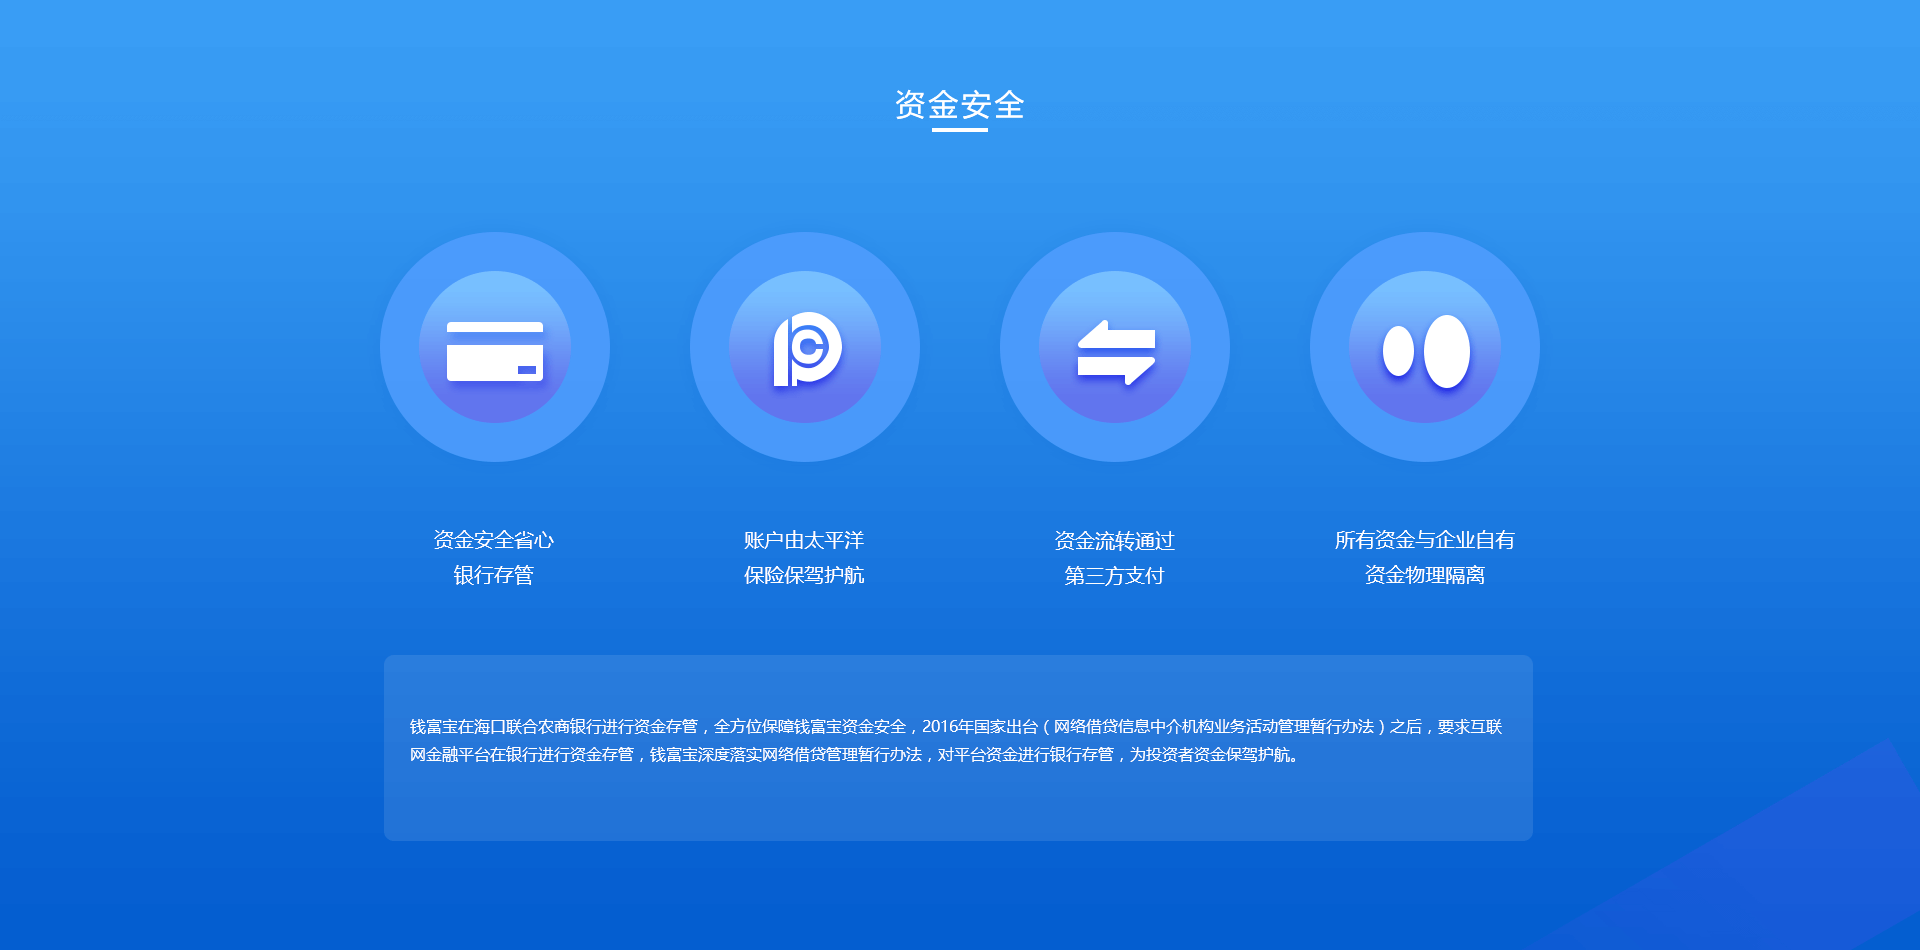 资金安全
资金安全省心
银行存管
账户由太平洋
保险保驾护航
资金流转通过
第三方支付
所有资金与企业自有
资金物理隔离
钱富宝在海口联合农商银行进行资金存管，全方位保障钱富宝资金安全，2016年国家出台（网络借贷信息中介机构业务活动管理暂行办法）之后，要求互联
网金融平台在银行进行资金存管，钱富宝深度落实网络借贷管理暂行办法，对平台资金进行银行存管，为投资者资金保驾护航。